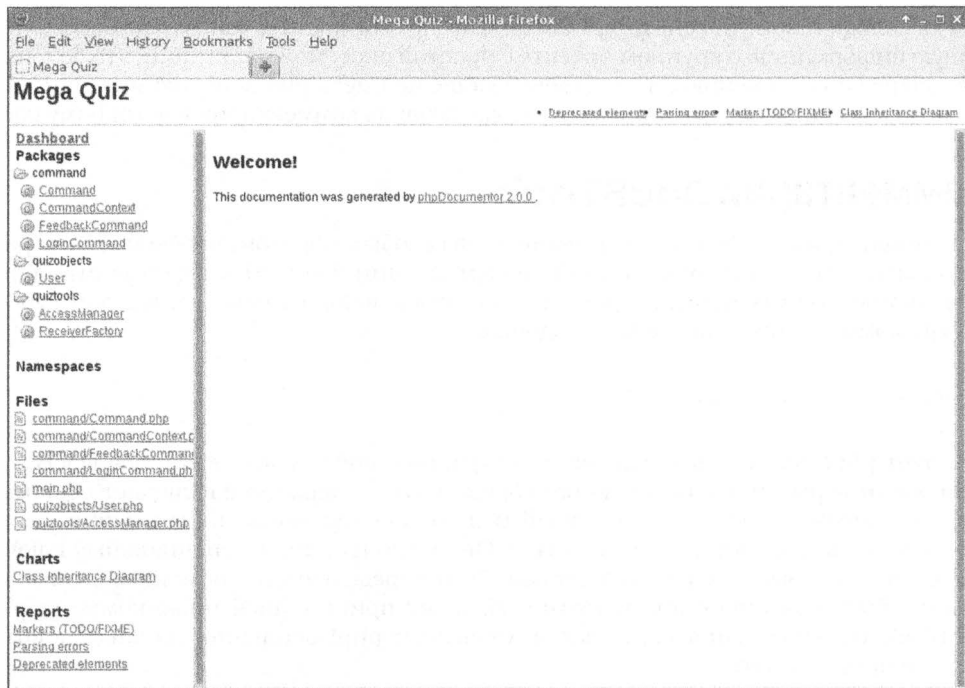 Mega Quiz - Mozilla Firefox
File Edit View History Bookmarks Tools Help
Mega Quiz
Mega Quiz
• Deprecated elements• Parsing error• Markers (TODO/FIXME)• Class Inheritance Diagram
Dashboard
Packages
command
Command
CommandContext
FeedbackCommand
LoginCommand
quizobjects
User
quiztools
AccessManager
ReceiverFactory
Namespaces
Files
command/Command.php
command/CommandContext.p
command/FeedbackComman
command/LoginCommand.ph
main.php
quizobjects/User.php
quiztools/AccessManager.php
Charts
Class Inheritance Diagram
Reports
Markers (TODO/FIXME)
Parsing errors
Deprecated elements
Welcome!
This documentation was generated by phpDocumentor 2.0.0 .